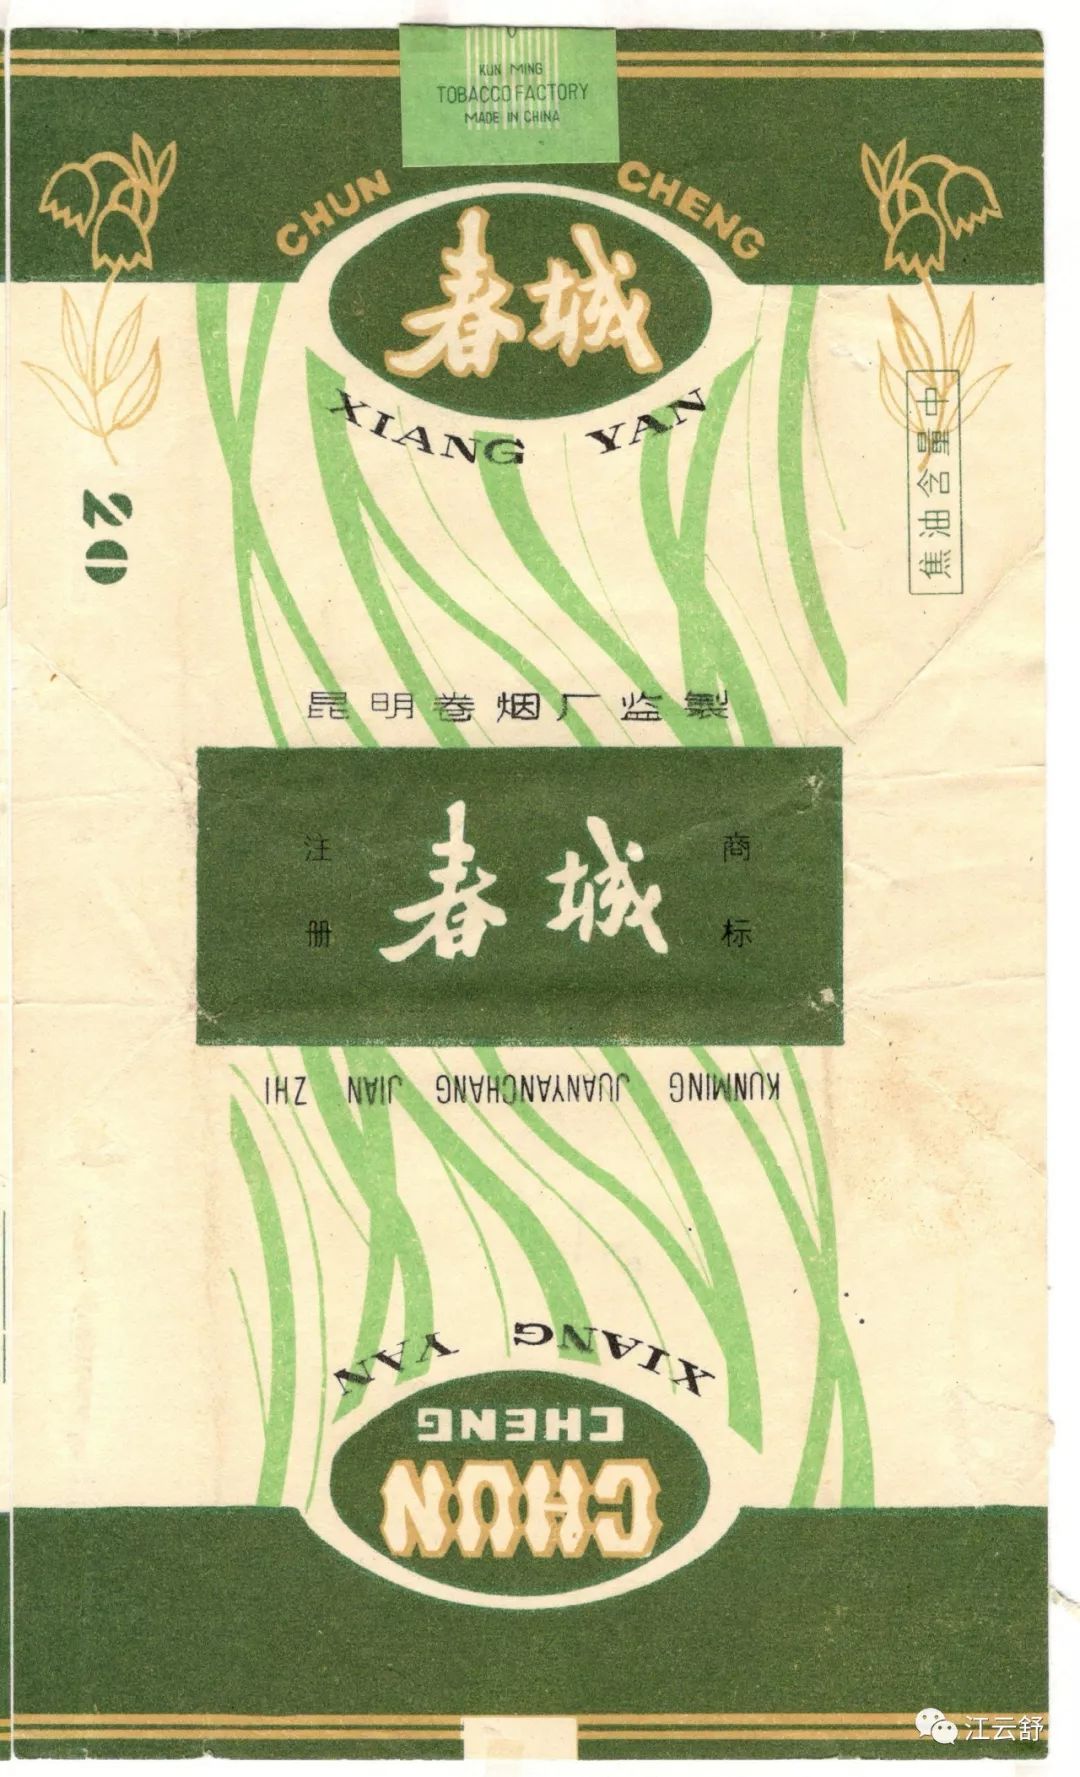 KUN MING
TOBACCO FACTORY
MADE IN CHINA
CHUN CHENG
春城
XIANG YAN
20
焦油含量中
昆明卷烟厂监製
注册
春城
商标
KUNMING JUANYANCHANG JIAN ZHI
XIANG YAN
CHUN
CHENG
江云舒